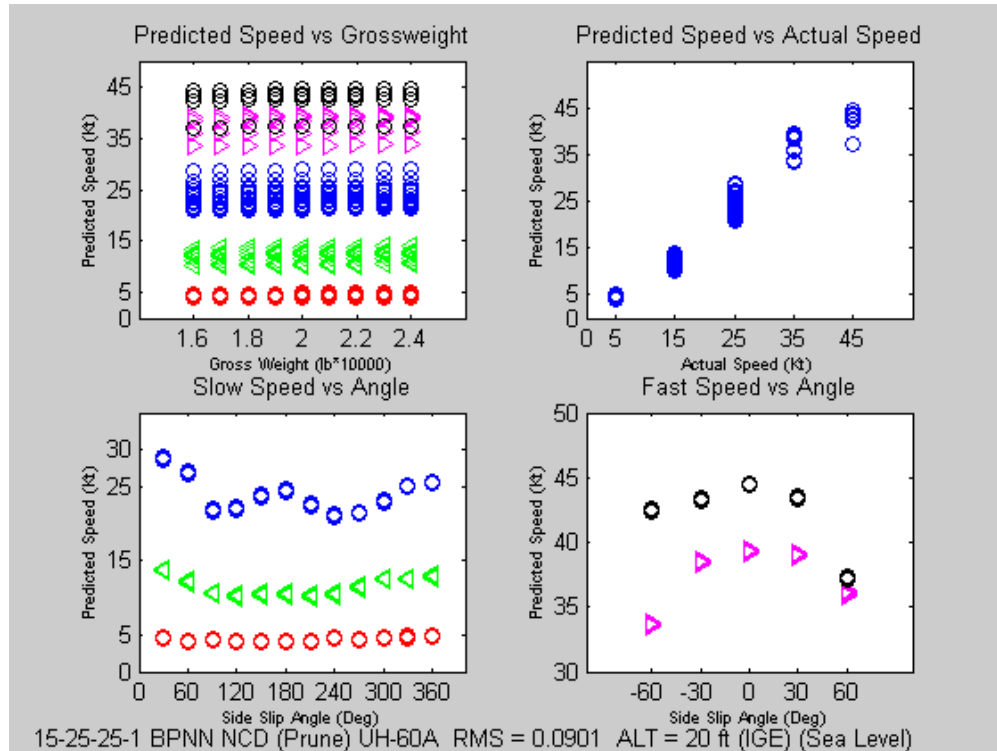 Predicted Speed vs Grossweight
Predicted Speed (Kt)
45
35
25
15
5
0
1.6 1.8 2 2.2 2.4
Gross Weight (lb*10000)
Predicted Speed vs Actual Speed
Predicted Speed (Kt)
45
35
25
15
5
0
0 5 15 25 35 45
Actual Speed (Kt)
Slow Speed vs Angle
Predicted Speed (Kt)
30
25
15
5
0
0 60 120 180 240 300 360
Side Slip Angle (Deg)
Fast Speed vs Angle
Predicted Speed (Kt)
50
45
40
35
30
-60 -30 0 30 60
Side Slip Angle (Deg)
15-25-25-1 BPNN NCD (Prune) UH-60A RMS = 0.0901 ALT = 20 ft (IGE) (Sea Level)